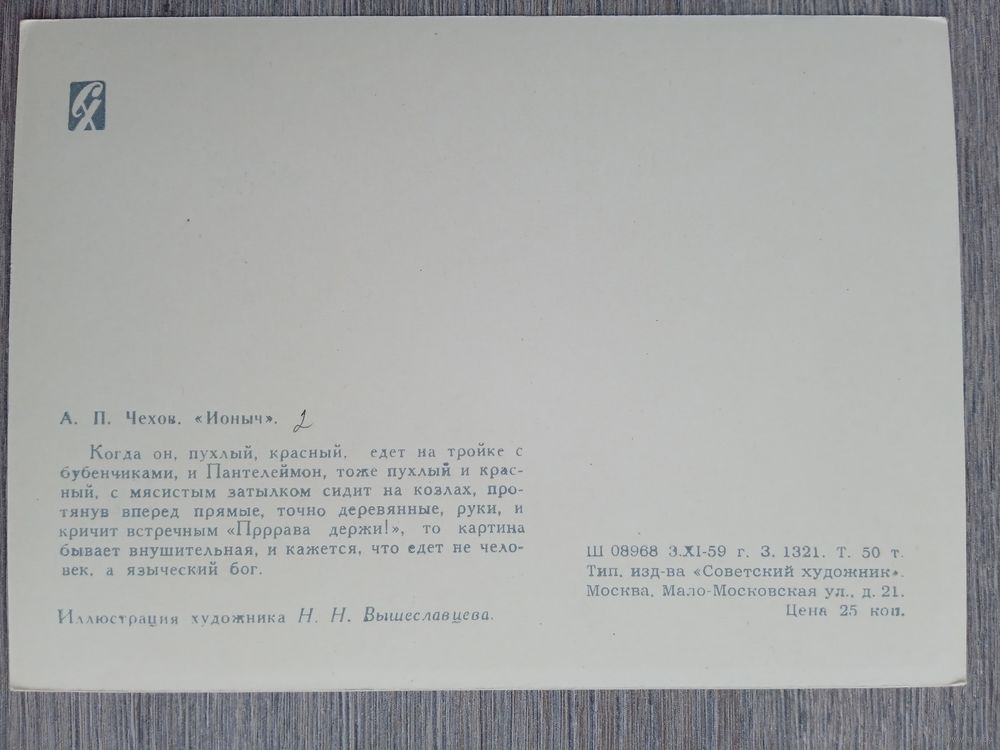 СХ
А. П. Чехов. «Ионыч». 2
Когда он, пухлый, красный, едет на тройке с
бубенчиками, и Пантелеймон, тоже пухлый и крас-
ный, с мясистым затылком сидит на козлах, про-
тянув вперед прямые, точно деревянные, руки, и
кричит встречным «Пррправа держи!», то картина
бывает внушительная, и кажется, что едет не чело-
век, а языческий бог.
Иллюстрация художника Н. Н. Вышеславцева.
Ш 08968 3.XI-59 г. З. 1321. Т. 50 т.
Тип. изд-ва «Советский художник».
Москва, Мало-Московская ул., д. 21.
Цена 25 коп.